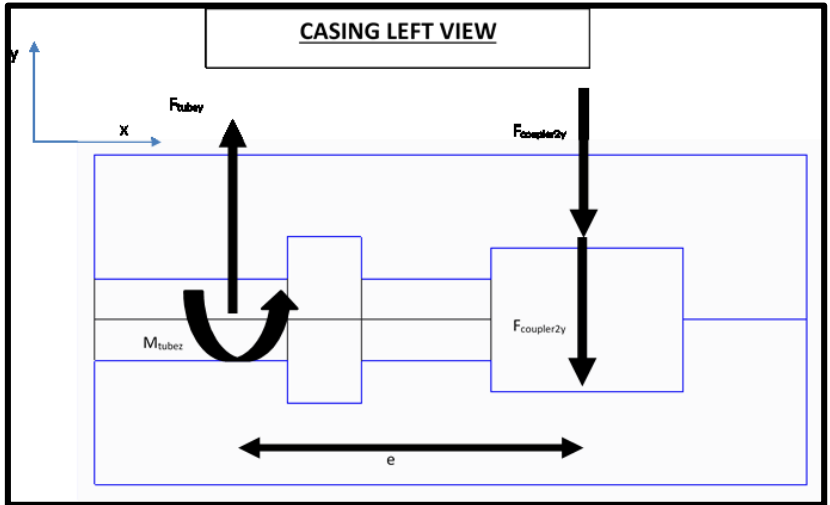 CASING LEFT VIEW
y
x
Ftubey
Fcoupler2y
Mtubez
Fcoupler2y
e